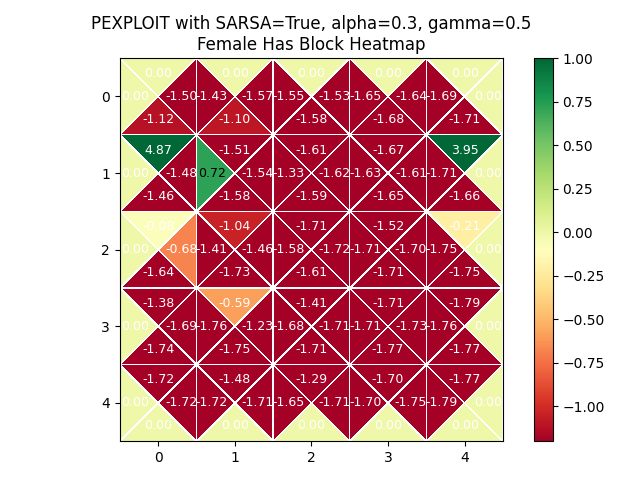 PEXPLOIT with SARSA=True, alpha=0.3, gamma=0.5
Female Has Block Heatmap
0.00 0.00 0.00 0.00 0.00
0 0.00 -1.50 -1.43 -1.57 -1.55 -1.53 -1.65 -1.64 -1.69 0.00
-1.12 -1.10 -1.58 -1.68 -1.71
4.87 -1.51 -1.61 -1.67 3.95
1 0.00 -1.48 0.72 -1.54 -1.33 -1.62 -1.63 -1.61 -1.71 0.00
-1.46 -1.58 -1.59 -1.65 -1.66
-1.04 -1.71 -1.52 -0.21
2 0.00 -0.68 -1.41 -1.46 -1.58 -1.72 -1.71 -1.70 -1.75 0.00
-1.64 -1.73 -1.61 -1.71 -1.75
-1.38 -0.59 -1.41 -1.71 -1.79
3 0.00 -1.69 -1.76 -1.23 -1.68 -1.71 -1.71 -1.73 -1.76 0.00
-1.74 -1.75 -1.71 -1.77 -1.77
-1.72 -1.48 -1.29 -1.70 -1.77
4 0.00 -1.72 -1.72 -1.71 -1.65 -1.71 -1.70 -1.75 -1.79 0.00
0.00 0.00 0.00 0.00 0.00
0 1 2 3 4
1.00
0.75
0.50
0.25
0.00
−0.25
−0.50
−0.75
−1.00